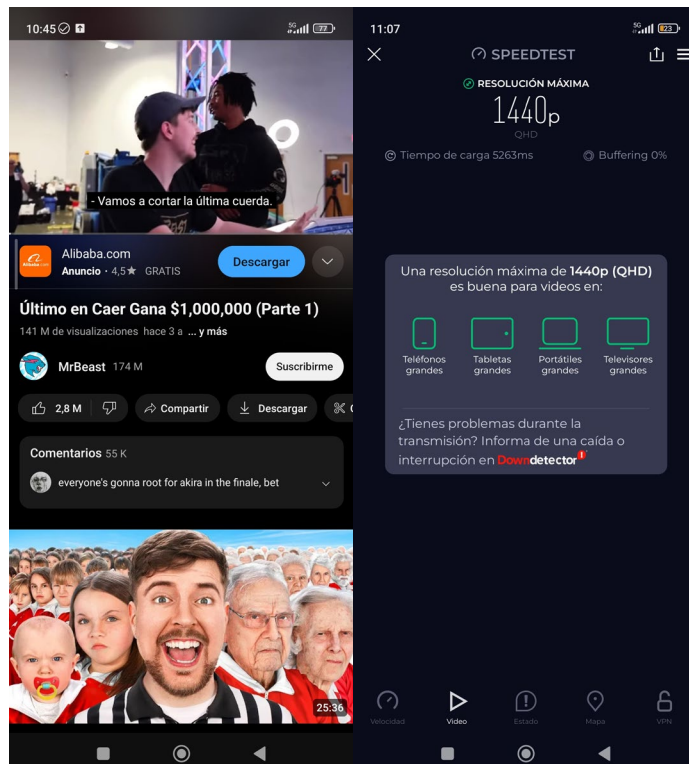 10:45
5G
77
- Vamos a cortar la última cuerda.
Alibaba.com
Alibaba.com
Anuncio · 4,5★ GRATIS
Descargar
Último en Caer Gana $1,000,000 (Parte 1)
141 M de visualizaciones hace 3 a ... y más
MrBeast 174 M
Suscribirme
2,8 M
Compartir
Descargar
Comentarios 55 K
everyone's gonna root for akira in the finale, bet
25:36
11:07
5G
23
SPEEDTEST
RESOLUCIÓN MÁXIMA
1440p
QHD
Tiempo de carga 5263ms
Buffering 0%
Una resolución máxima de 1440p (QHD)
es buena para videos en:
Teléfonos
grandes
Tabletas
grandes
Portátiles
grandes
Televisores
grandes
¿Tienes problemas durante la
transmisión? Informa de una caída o
interrupción en Downdetector
Velocidad
Video
Estado
Mapa
VPN